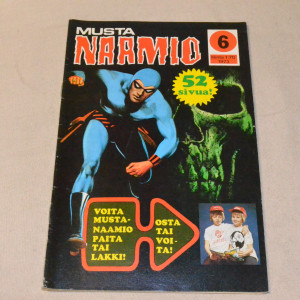 MUSTA
NAAMIO
6
52
sivua!
VOITA
MUSTA-
NAAMIO
PAITA
TAI
LAKKI!
OSTA
TAI
VOI-
TA!